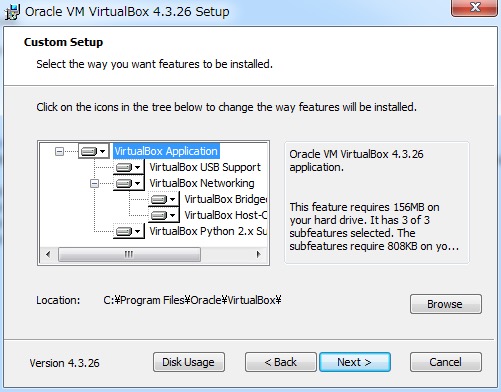 Oracle VM VirtualBox 4.3.26 Setup
Custom Setup
Select the way you want features to be installed.
Click on the icons in the tree below to change the way features will be installed.
VirtualBox Application
VirtualBox USB Support
VirtualBox Networking
VirtualBox Bridge
VirtualBox Host-O
VirtualBox Python 2.x Su
Oracle VM VirtualBox 4.3.26
application.
This feature requires 156MB on
your hard drive. It has 3 of 3
subfeatures selected. The
subfeatures require 808KB on yo...
Location: C:¥Program Files¥Oracle¥VirtualBox¥
Browse
Version 4.3.26
Disk Usage
< Back
Next >
Cancel